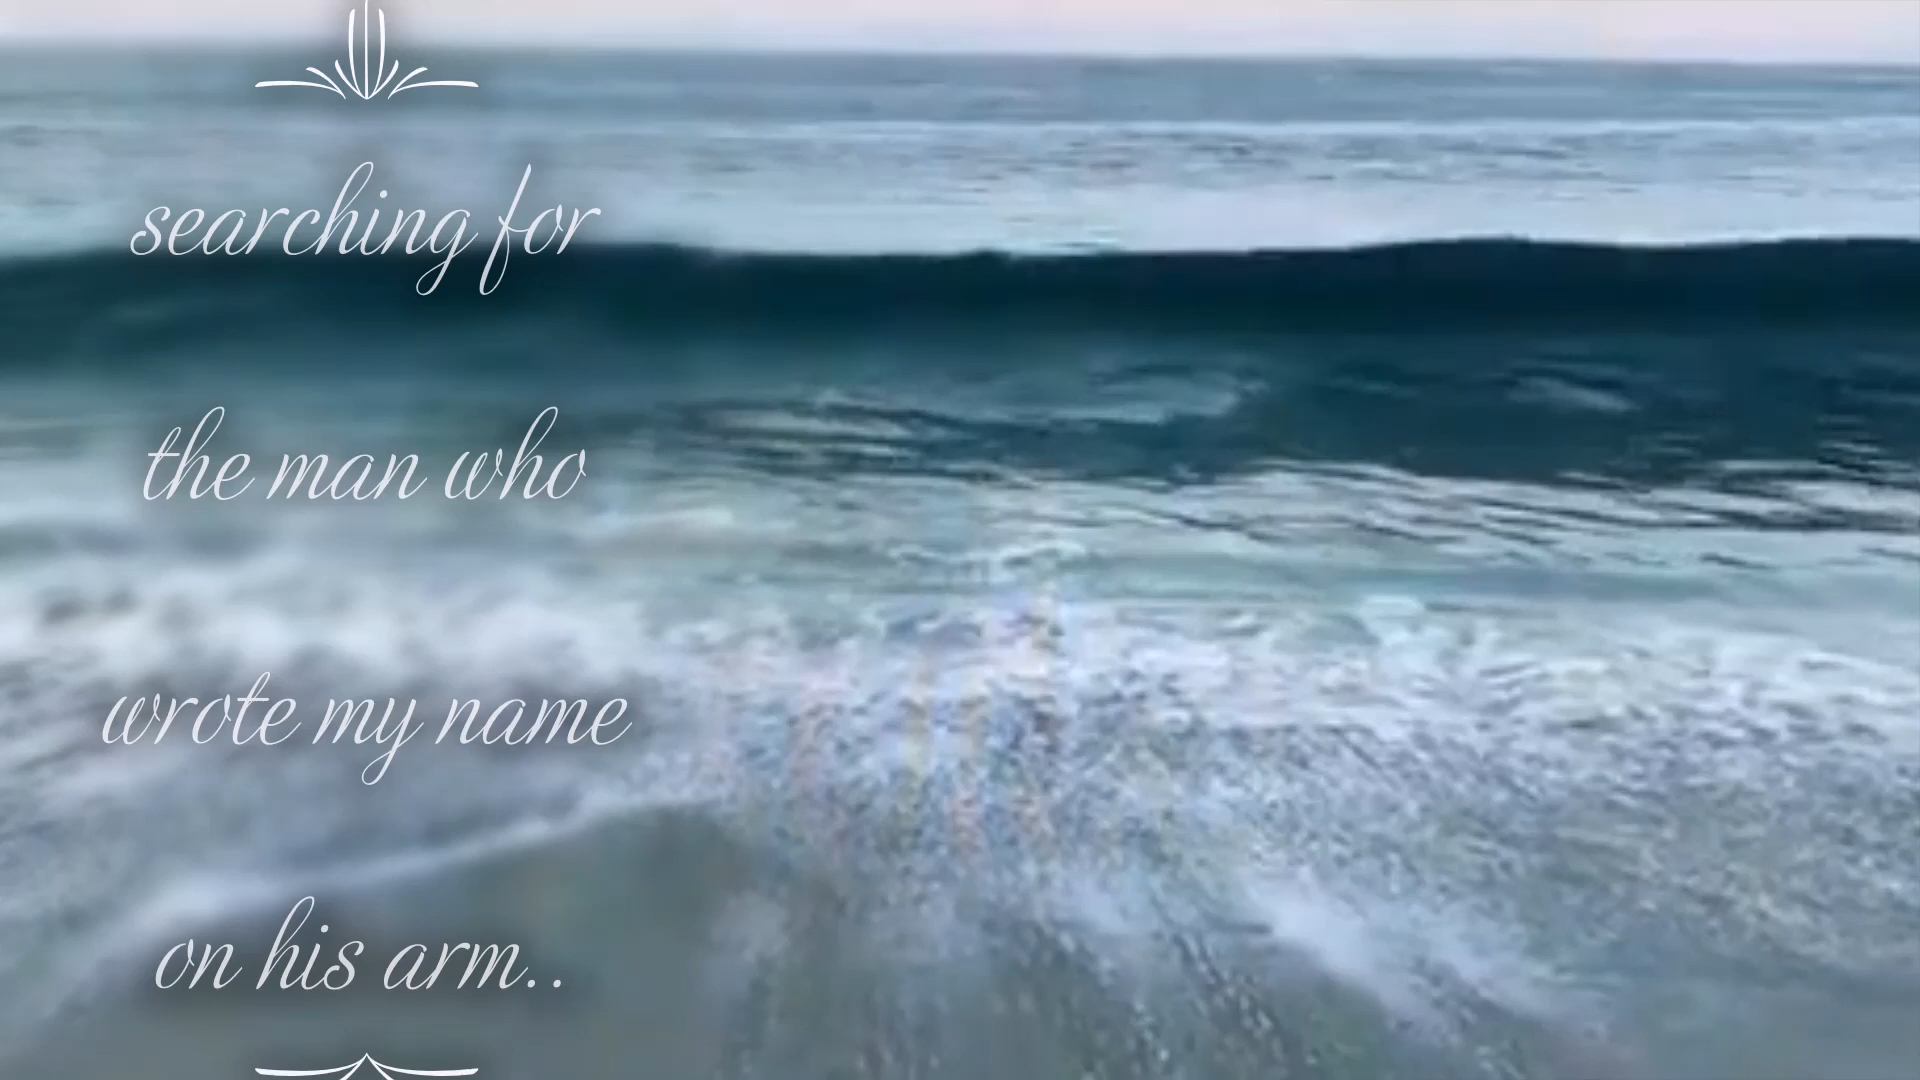 searching for
the man who
wrote my name
on his arm..